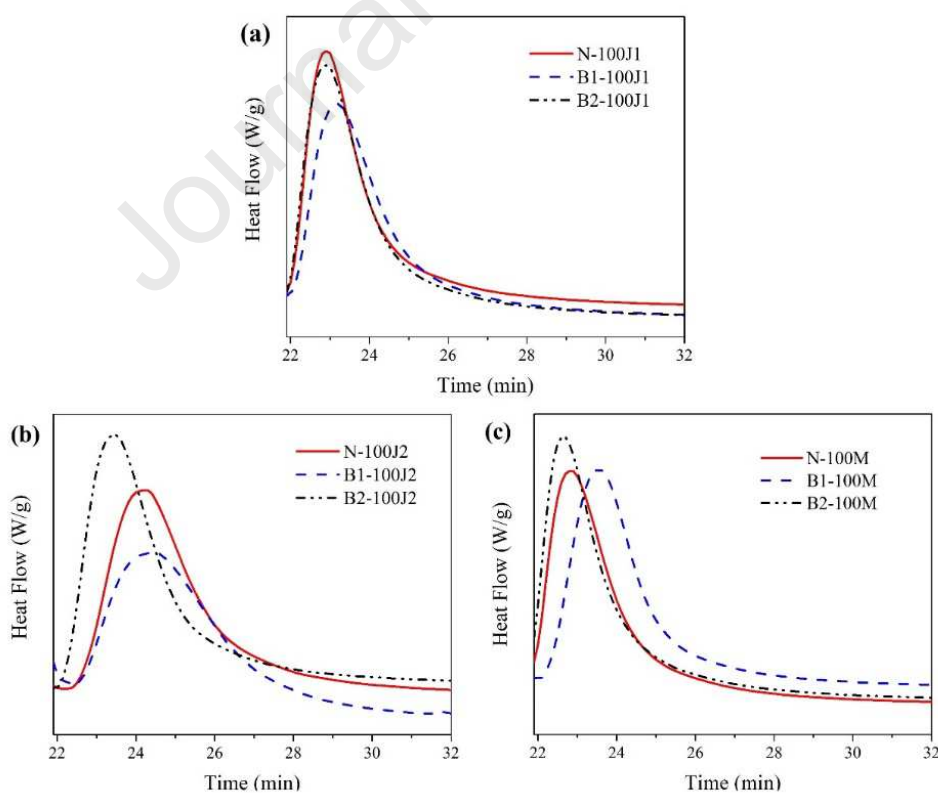 Journa
(a)
N-100J1
B1-100J1
B2-100J1
Heat Flow (W/g)
22 24 26 28 30 32
Time (min)
(b)
N-100J2
B1-100J2
B2-100J2
Heat Flow (W/g)
22 24 26 28 30 32
Time (min)
(c)
N-100M
B1-100M
B2-100M
Heat Flow (W/g)
22 24 26 28 30 32
Time (min)